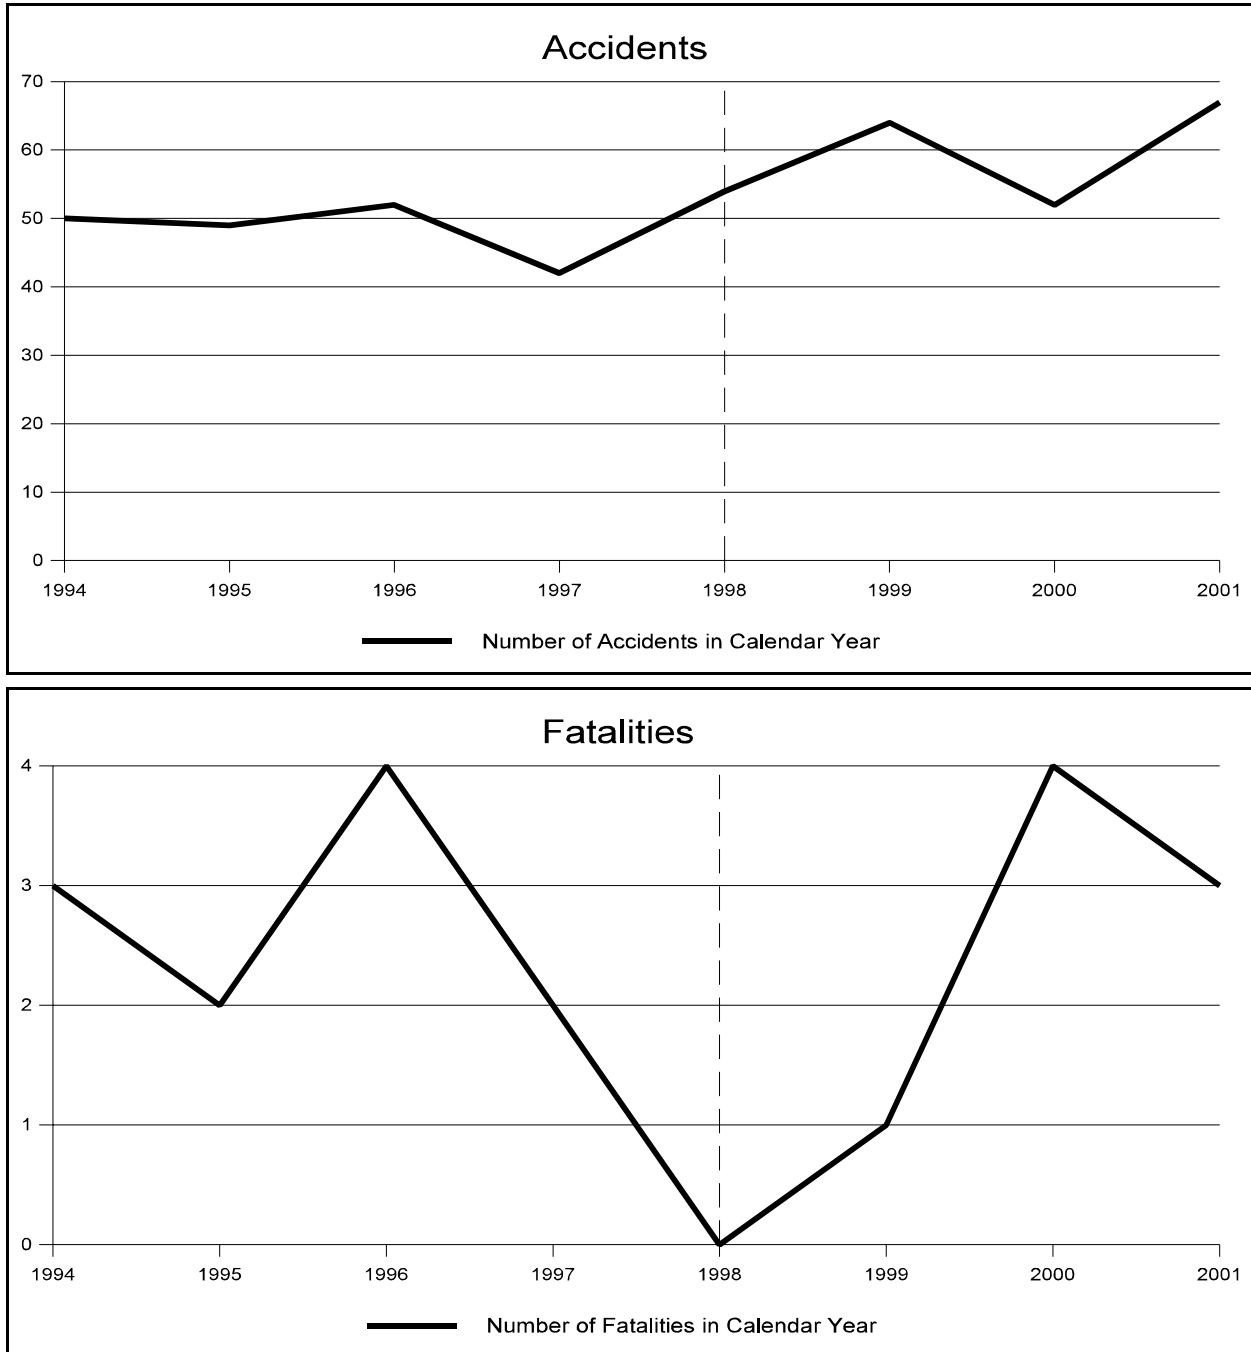 Accidents
70
60
50
40
30
20
10
0
1994 1995 1996 1997 1998 1999 2000 2001
Number of Accidents in Calendar Year
Fatalities
4
3
2
1
0
1994 1995 1996 1997 1998 1999 2000 2001
Number of Fatalities in Calendar Year